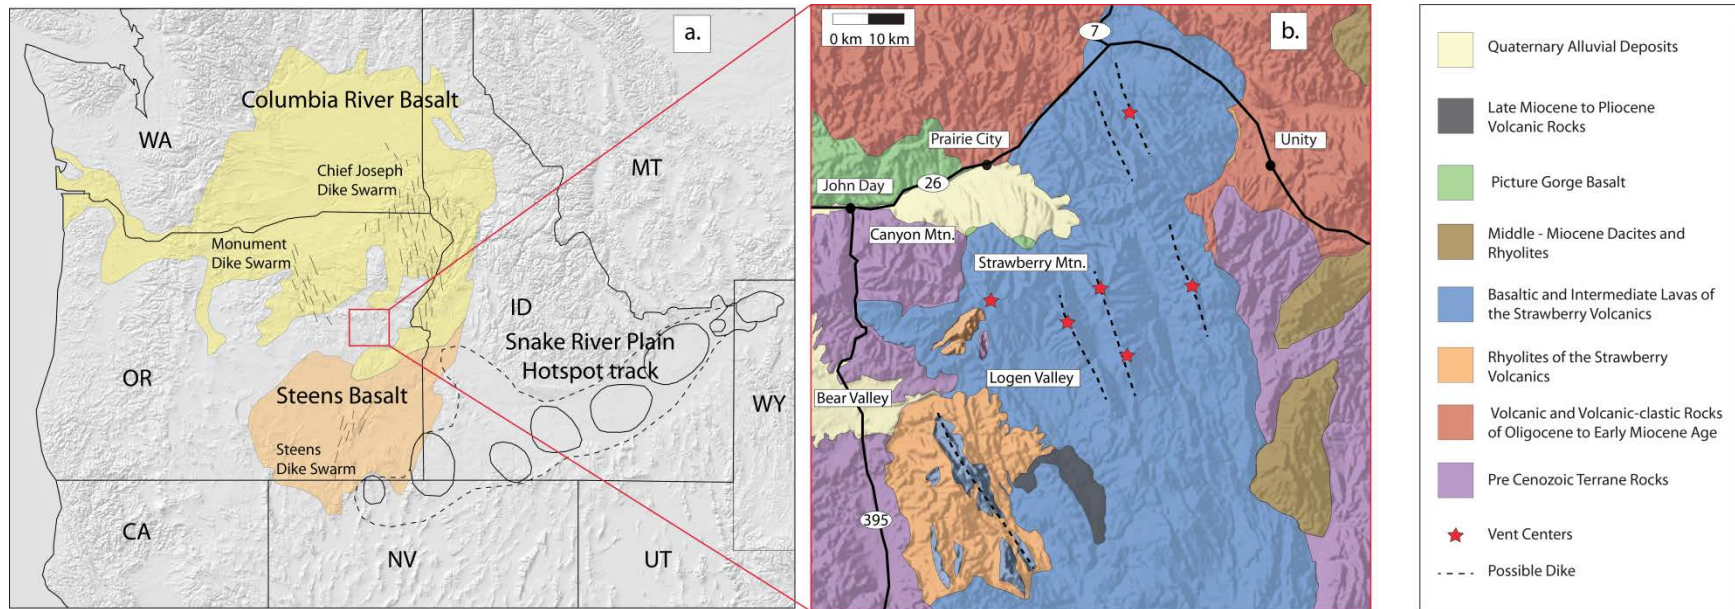 a.
Columbia River Basalt
WA
Chief Joseph
Dike Swarm
MT
Monument
Dike Swarm
ID
Snake River Plain
Hotspot track
OR
Steens Basalt
WY
Steens
Dike Swarm
CA
NV
UT
0 km 10 km
7
b.
Prairie City
Unity
John Day
26
Canyon Mtn.
Strawberry Mtn.
Logen Valley
Bear Valley
395
Quaternary Alluvial Deposits
Late Miocene to Pliocene
Volcanic Rocks
Picture Gorge Basalt
Middle - Miocene Dacites and
Rhyolites
Basaltic and Intermediate Lavas of
the Strawberry Volcanics
Rhyolites of the Strawberry
Volcanics
Volcanic and Volcanic-clastic Rocks
of Oligocene to Early Miocene Age
Pre Cenozoic Terrane Rocks
Vent Centers
Possible Dike